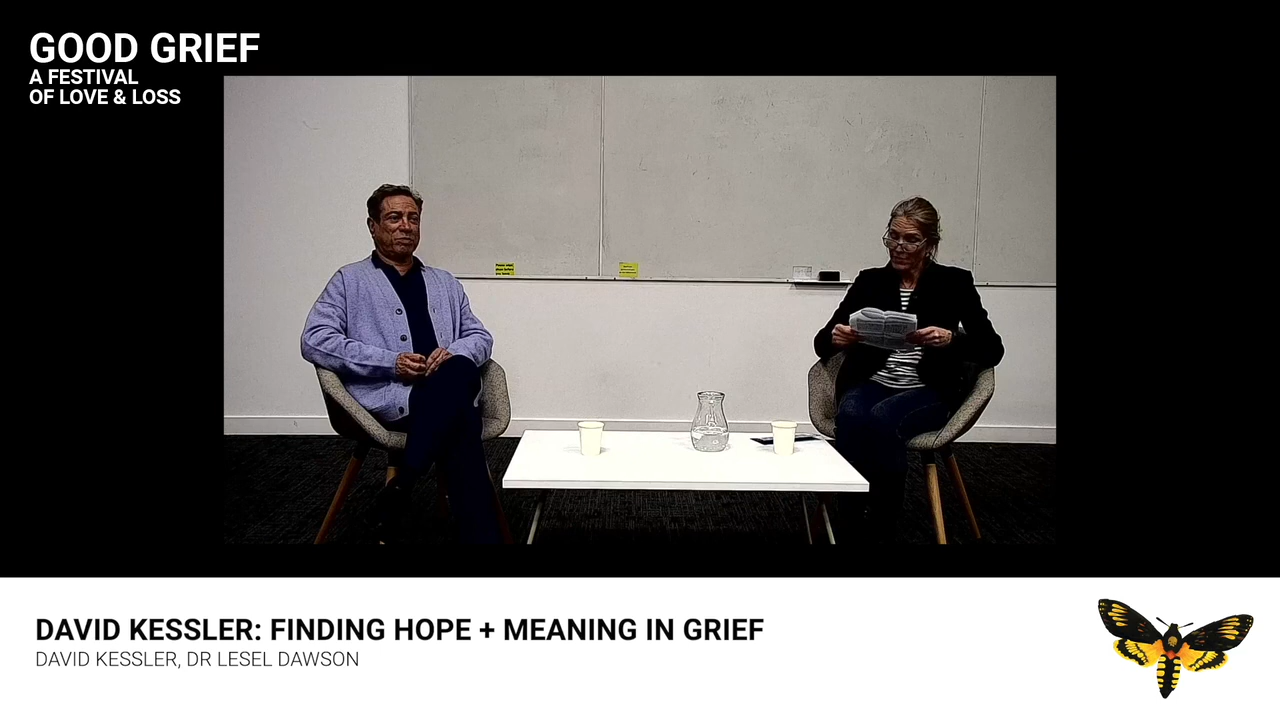 GOOD GRIEF
A FESTIVAL
OF LOVE & LOSS
DAVID KESSLER: FINDING HOPE + MEANING IN GRIEF
DAVID KESSLER, DR LESEL DAWSON